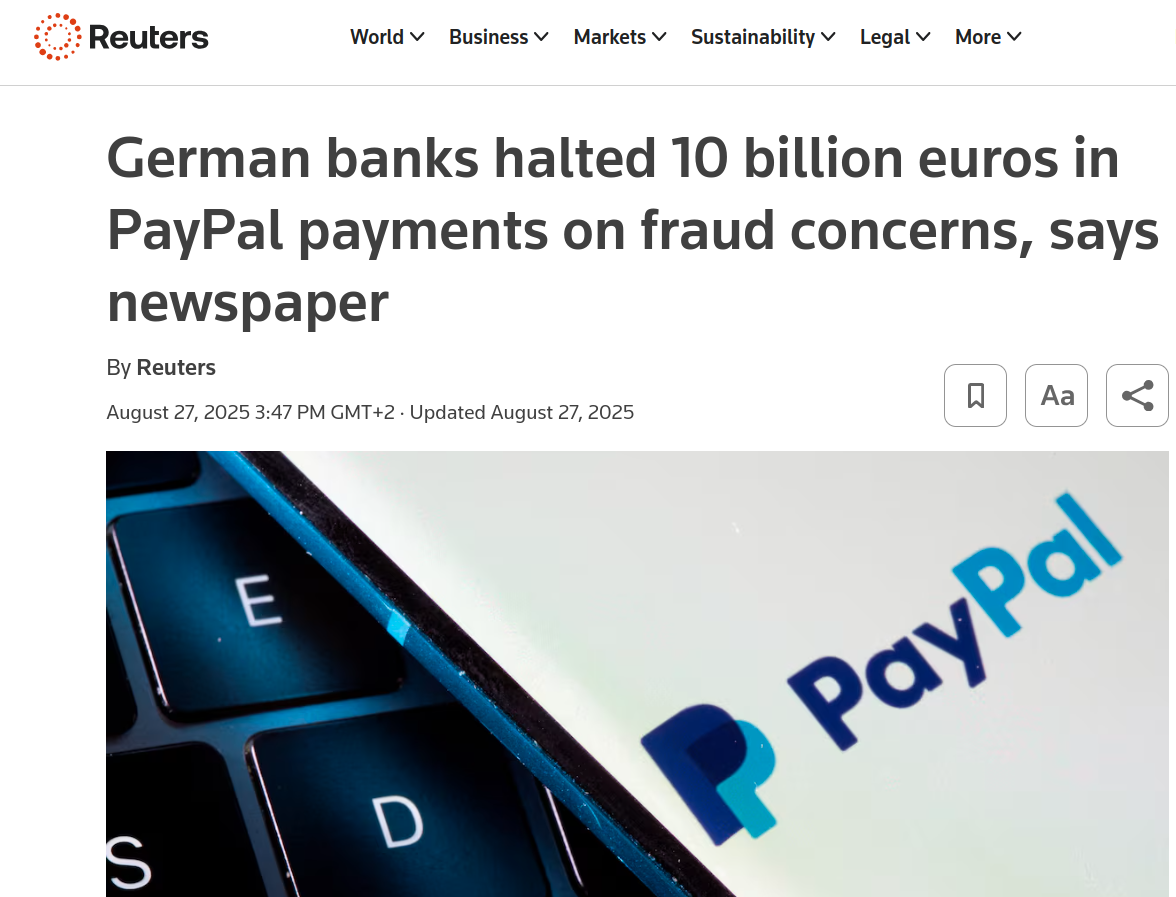 Reuters
World Business Markets Sustainability Legal More
German banks halted 10 billion euros in
PayPal payments on fraud concerns, says
newspaper
By Reuters
August 27, 2025 3:47 PM GMT+2 · Updated August 27, 2025
Aa
PayPal
E
D
S